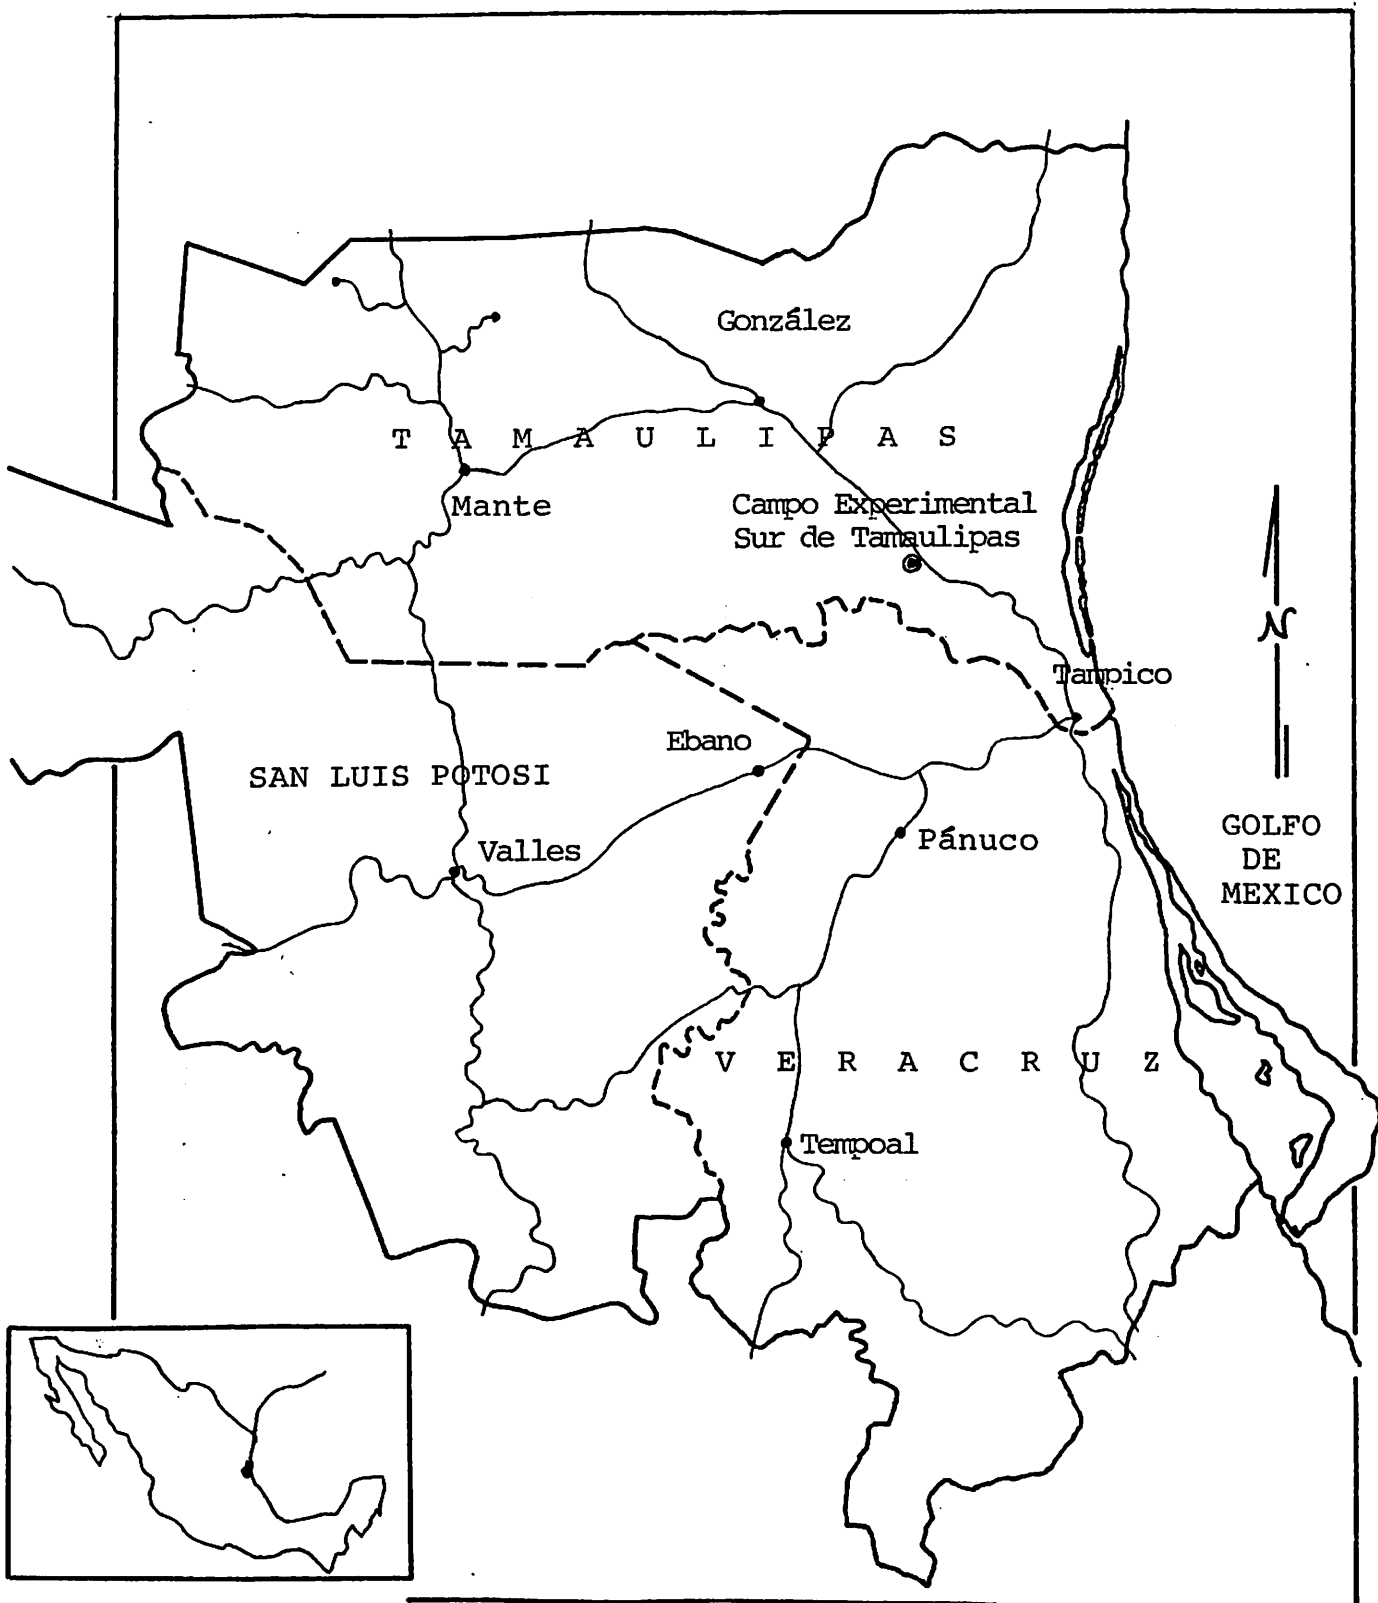 González
T A M A U L I P A S
Mante
Campo Experimental
Sur de Tamaulipas
N
Tampico
Ebano
SAN LUIS POTOSI
Valles
Pánuco
GOLFO
DE
MEXICO
V E R A C R U Z
Tempoal